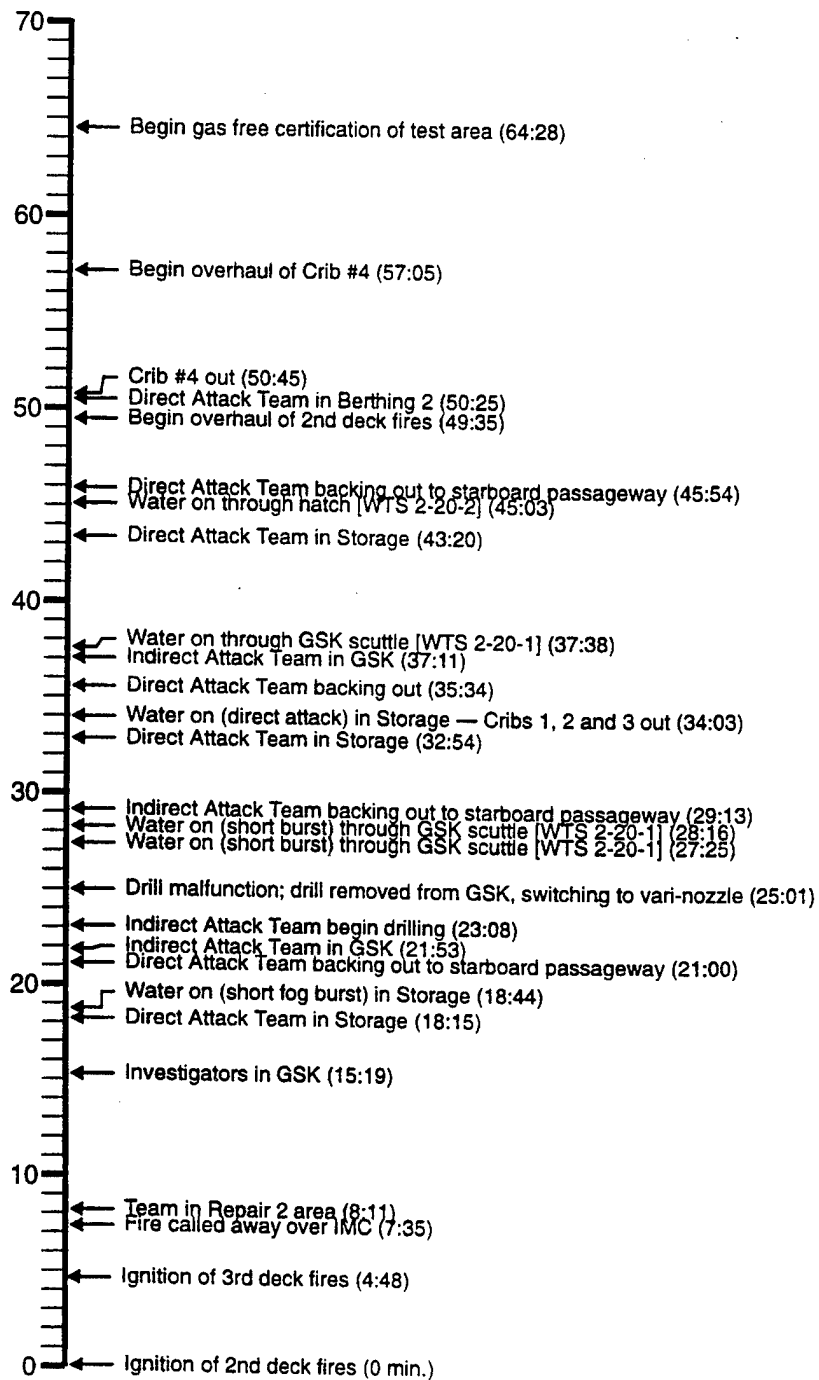 70
Begin gas free certification of test area (64:28)
60
Begin overhaul of Crib #4 (57:05)
Crib #4 out (50:45)
Direct Attack Team in Berthing 2 (50:25)
50
Begin overhaul of 2nd deck fires (49:35)
Direct Attack Team backing out to starboard passageway (45:54)
Water on through hatch [WTS 2-20-2] (45:03)
Direct Attack Team in Storage (43:20)
40
Water on through GSK scuttle [WTS 2-20-1] (37:38)
Indirect Attack Team in GSK (37:11)
Direct Attack Team backing out (35:34)
Water on (direct attack) in Storage — Cribs 1, 2 and 3 out (34:03)
Direct Attack Team in Storage (32:54)
30
Indirect Attack Team backing out to starboard passageway (29:13)
Water on (short burst) through GSK scuttle [WTS 2-20-1] (28:16)
Water on (short burst) through GSK scuttle [WTS 2-20-1] (27:25)
Drill malfunction; drill removed from GSK, switching to vari-nozzle (25:01)
Indirect Attack Team begin drilling (23:08)
Indirect Attack Team in GSK (21:53)
Direct Attack Team backing out to starboard passageway (21:00)
20
Water on (short fog burst) in Storage (18:44)
Direct Attack Team in Storage (18:15)
Investigators in GSK (15:19)
10
Team in Repair 2 area (8:11)
Fire called away over IMC (7:35)
Ignition of 3rd deck fires (4:48)
0
Ignition of 2nd deck fires (0 min.)